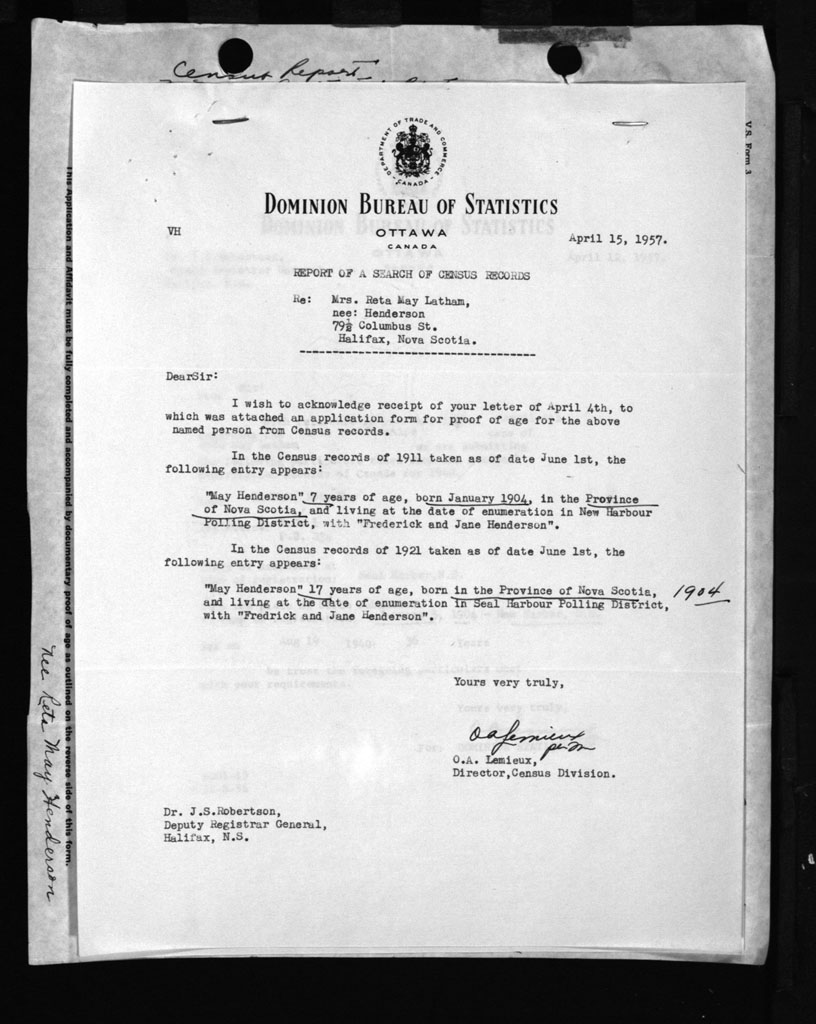 Census Report
V.S. Form 3
DEPARTMENT OF TRADE AND COMMERCE
CANADA
DOMINION BUREAU OF STATISTICS
VH
OTTAWA
CANADA
April 15, 1957.
REPORT OF A SEARCH OF CENSUS RECORDS
Re: Mrs. Reta May Latham,
nee: Henderson
79½ Columbus St.
Halifax, Nova Scotia.
DearSir:
I wish to acknowledge receipt of your letter of April 4th, to
which was attached an application form for proof of age for the above
named person from Census records.
In the Census records of 1911 taken as of date June 1st, the
following entry appears:
"May Henderson" 7 years of age, born January 1904, in the Province
of Nova Scotia, and living at the date of enumeration in New Harbour
Polling District, with "Frederick and Jane Henderson".
In the Census records of 1921 taken as of date June 1st, the
following entry appears:
"May Henderson" 17 years of age, born in the Province of Nova Scotia, 1904
and living at the date of enumeration in Seal Harbour Polling District,
with "Fredrick and Jane Henderson".
Yours very truly,
O A Lemieux
per m
O.A. Lemieux,
Director,Census Division.
Dr. J.S.Robertson,
Deputy Registrar General,
Halifax, N.S.
This Application and Affidavit must be fully completed and accompanied by documentary proof of age as outlined on the reverse side of this form.
Nee Reta May Henderson